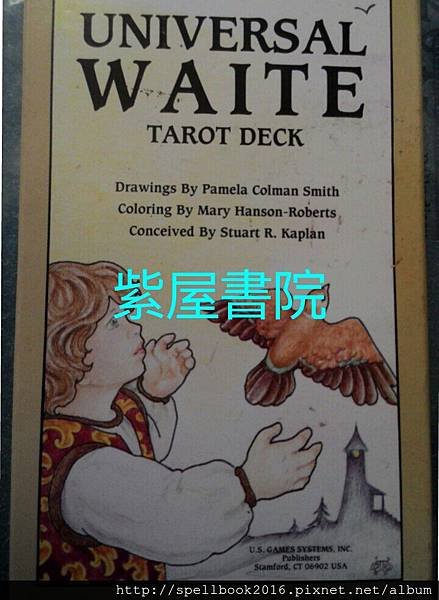 UNIVERSAL
WAITE
TAROT DECK
Drawings By Pamela Colman Smith
Coloring By Mary Hanson-Roberts
Conceived By Stuart R. Kaplan
紫屋書院
U.S. GAMES SYSTEMS, INC.
Publishers
Stamford, CT 06902 USA
http://spellbook2016.pixnet.net/album